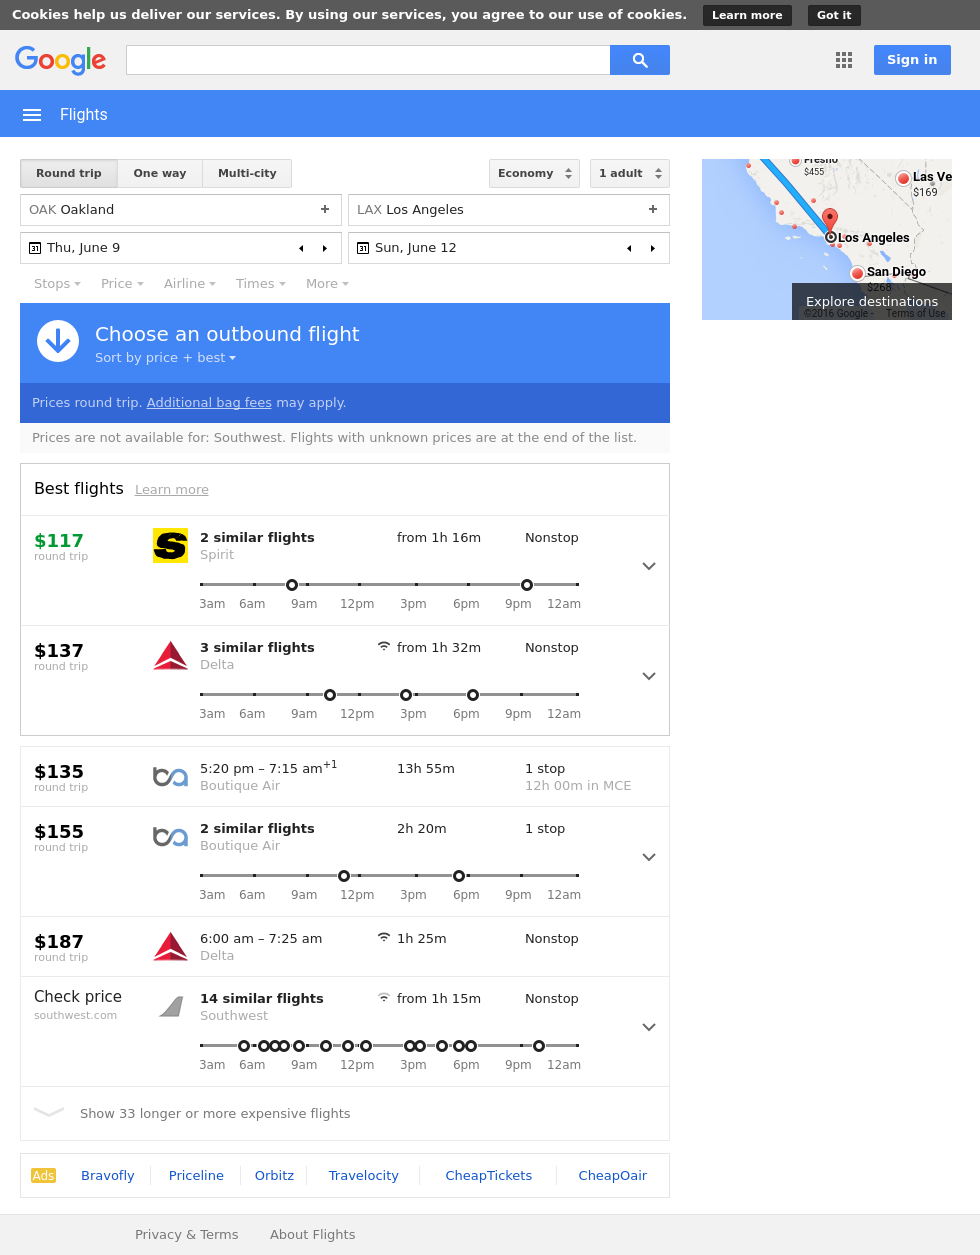 Cookies help us deliver our services. By using our services, you agree to our use of cookies. Learn more Got it
Google Sign in
Flights
Round trip One way Multi-city Economy 1 adult
OAK Oakland + LAX Los Angeles +
31 Thu, June 9 31 Sun, June 12
Stops Price Airline Times More
Fresno
$455
Las Ve
$169
Los Angeles
San Diego
$268
Explore destinations
©2016 Google - Terms of Use
Choose an outbound flight
Sort by price + best
Prices round trip. Additional bag fees may apply.
Prices are not available for: Southwest. Flights with unknown prices are at the end of the list.
Best flights Learn more
$117 2 similar flights from 1h 16m Nonstop
round trip Spirit
3am 6am 9am 12pm 3pm 6pm 9pm 12am
$137 3 similar flights from 1h 32m Nonstop
round trip Delta
3am 6am 9am 12pm 3pm 6pm 9pm 12am
$135 5:20 pm – 7:15 am+1 13h 55m 1 stop
round trip Boutique Air 12h 00m in MCE
$155 2 similar flights 2h 20m 1 stop
round trip Boutique Air
3am 6am 9am 12pm 3pm 6pm 9pm 12am
$187 6:00 am – 7:25 am 1h 25m Nonstop
round trip Delta
Check price 14 similar flights from 1h 15m Nonstop
southwest.com Southwest
3am 6am 9am 12pm 3pm 6pm 9pm 12am
Show 33 longer or more expensive flights
Ads Bravofly Priceline Orbitz Travelocity CheapTickets CheapOair
Privacy & Terms About Flights